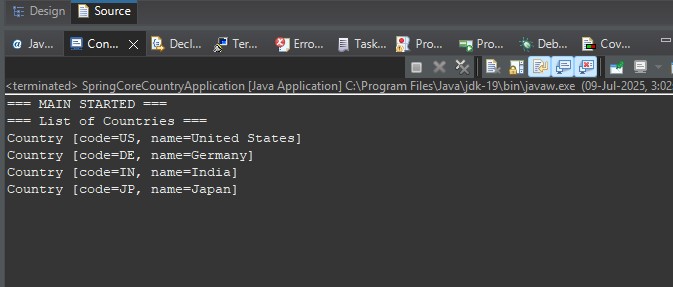 Design Source
Jav... Con... Decl... Ter... Erro... Task... Pro... Pro... Deb... Cov...
<terminated> SpringCoreCountryApplication [Java Application] C:\Program Files\Java\jdk-19\bin\javaw.exe (09-Jul-2025, 3:02
=== MAIN STARTED ===
=== List of Countries ===
Country [code=US, name=United States]
Country [code=DE, name=Germany]
Country [code=IN, name=India]
Country [code=JP, name=Japan]